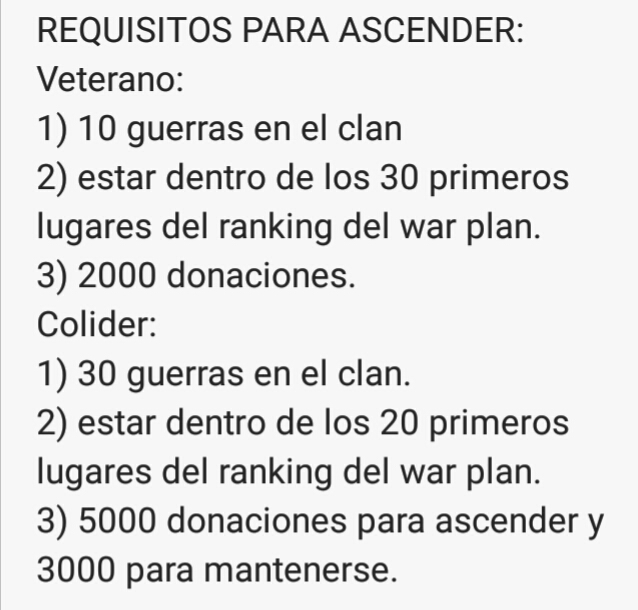 REQUISITOS PARA ASCENDER:
Veterano:
1) 10 guerras en el clan
2) estar dentro de los 30 primeros
lugares del ranking del war plan.
3) 2000 donaciones.
Colider:
1) 30 guerras en el clan.
2) estar dentro de los 20 primeros
lugares del ranking del war plan.
3) 5000 donaciones para ascender y
3000 para mantenerse.